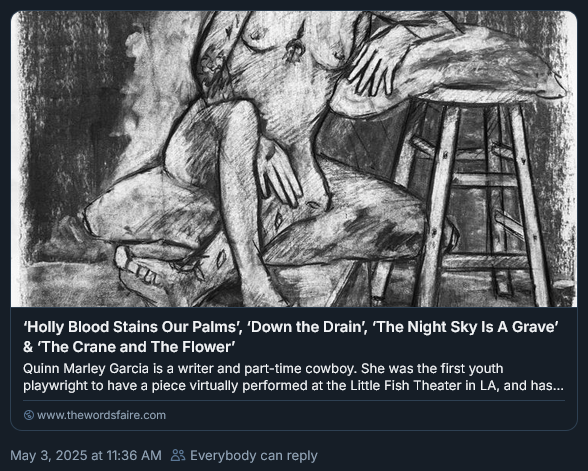 ‘Holly Blood Stains Our Palms’, ‘Down the Drain’, ‘The Night Sky Is A Grave’
& ‘The Crane and The Flower’
Quinn Marley Garcia is a writer and part-time cowboy. She was the first youth
playwright to have a piece virtually performed at the Little Fish Theater in LA, and has...
www.thewordsfaire.com
May 3, 2025 at 11:36 AM Everybody can reply